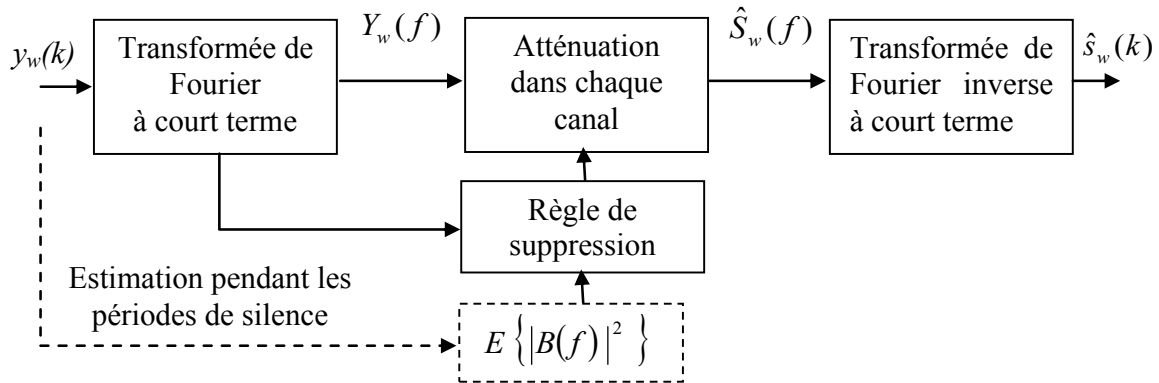 y_w(k)
Transformée de
Fourier
à court terme
Y_w(f)
Atténuation
dans chaque
canal
Ŝ_w(f)
Transformée de
Fourier inverse
à court terme
ŝ_w(k)
Règle de
suppression
Estimation pendant les
périodes de silence
E{|B(f)|²}